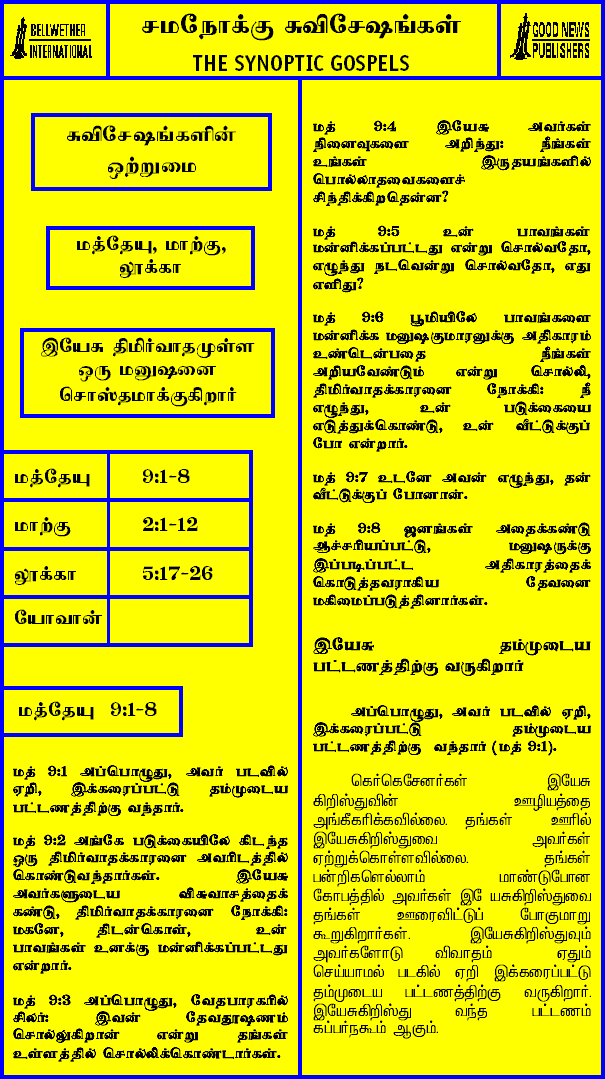 BELLWETHER
INTERNATIONAL
சமநோக்கு சுவிசேஷங்கள்
THE SYNOPTIC GOSPELS
GOOD NEWS
PUBLISHERS
சுவிசேஷங்களின்
ஒற்றுமை
மத்தேயு, மாற்கு,
லூக்கா
இயேசு திமிர்வாதமுள்ள
ஒரு மனுஷனை
சொஸ்தமாக்குகிறார்
மத்தேயு 9:1-8
மாற்கு 2:1-12
லூக்கா 5:17-26
யோவான்
மத்தேயு 9:1-8
மத் 9:1 அப்பொழுது, அவர் படவில்
ஏறி, இக்கரைப்பட்டு தம்முடைய
பட்டணத்திற்கு வந்தார்.
மத் 9:2 அங்கே படுக்கையிலே கிடந்த
ஒரு திமிர்வாதக்காரனை அவரிடத்தில்
கொண்டுவந்தார்கள். இயேசு
அவர்களுடைய விசுவாசத்தைக்
கண்டு, திமிர்வாதக்காரனை நோக்கி:
மகனே, திடன்கொள், உன்
பாவங்கள் உனக்கு மன்னிக்கப்பட்டது
என்றார்.
மத் 9:3 அப்பொழுது, வேதபாரகரில்
சிலர்: இவன் தேவதூஷணம்
சொல்லுகிறான் என்று தங்கள்
உள்ளத்தில் சொல்லிக்கொண்டார்கள்.
மத் 9:4 இயேசு அவர்கள்
நினைவுகளை அறிந்து: நீங்கள்
உங்கள் இருதயங்களில்
பொல்லாதவைகளைச்
சிந்திக்கிறதென்ன?
மத் 9:5 உன் பாவங்கள்
மன்னிக்கப்பட்டது என்று சொல்வதோ,
எழுந்து நடவென்று சொல்வதோ, எது
எளிது?
மத் 9:6 பூமியிலே பாவங்களை
மன்னிக்க மனுஷகுமாரனுக்கு அதிகாரம்
உண்டென்பதை நீங்கள்
அறியவேண்டும் என்று சொல்லி,
திமிர்வாதக்காரனை நோக்கி: நீ
எழுந்து, உன் படுக்கையை
எடுத்துக்கொண்டு, உன் வீட்டுக்குப்
போ என்றார்.
மத் 9:7 உடனே அவன் எழுந்து, தன்
வீட்டுக்குப் போனான்.
மத் 9:8 ஜனங்கள் அதைக்கண்டு
ஆச்சரியப்பட்டு, மனுஷருக்கு
இப்படிப்பட்ட அதிகாரத்தைக்
கொடுத்தவராகிய தேவனை
மகிமைப்படுத்தினார்கள்.
இயேசு தம்முடைய
பட்டணத்திற்கு வருகிறார்
அப்பொழுது, அவர் படவில் ஏறி,
இக்கரைப்பட்டு தம்முடைய
பட்டணத்திற்கு வந்தார் (மத் 9:1).
கெர்கெசேனர்கள் இயேசு
கிறிஸ்துவின் ஊழியத்தை
அங்கீகரிக்கவில்லை. தங்கள் ஊரில்
இயேசுகிறிஸ்துவை அவர்கள்
ஏற்றுக்கொள்ளவில்லை. தங்கள்
பன்றிகளெல்லாம் மாண்டுபோன
கோபத்தில் அவர்கள் இயேசுகிறிஸ்துவை
தங்கள் ஊரைவிட்டுப் போகுமாறு
கூறுகிறார்கள். இயேசுகிறிஸ்துவும்
அவர்களோடு விவாதம் ஏதும்
செய்யாமல் படகில் ஏறி இக்கரைப்பட்டு
தம்முடைய பட்டணத்திற்கு வருகிறார்.
இயேசுகிறிஸ்து வந்த பட்டணம்
கப்பர்நகூம் ஆகும்.